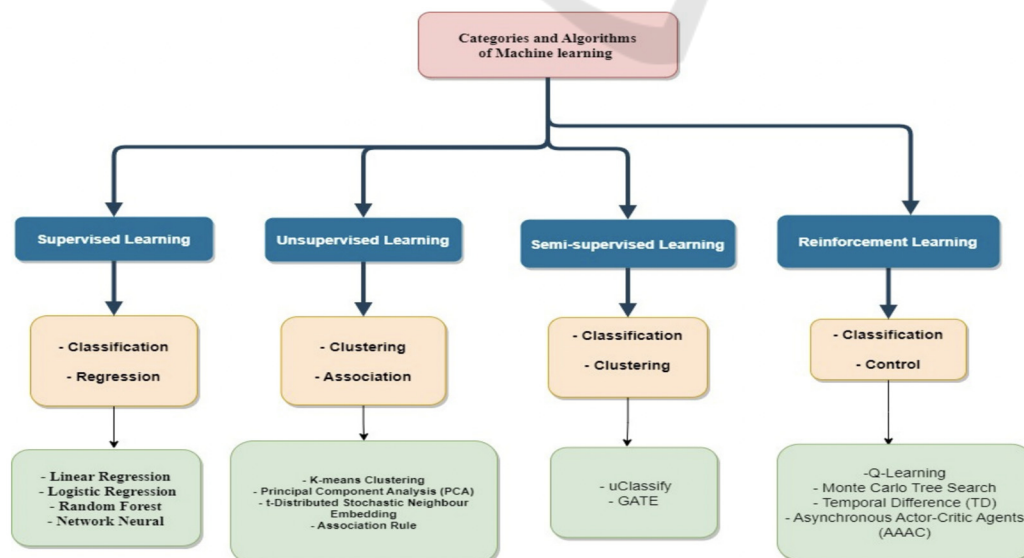 Categories and Algorithms
of Machine learning
Supervised Learning
Unsupervised Learning
Semi-supervised Learning
Reinforcement Learning
- Classification
- Regression
- Clustering
- Association
- Classification
- Clustering
- Classification
- Control
- Linear Regression
- Logistic Regression
- Random Forest
- Network Neural
- K-means Clustering
- Principal Component Analysis (PCA)
- t-Distributed Stochastic Neighbour
Embedding
- Association Rule
- uClassify
- GATE
-Q-Learning
- Monte Carlo Tree Search
- Temporal Difference (TD)
- Asynchronous Actor-Critic Agents
(AAAC)